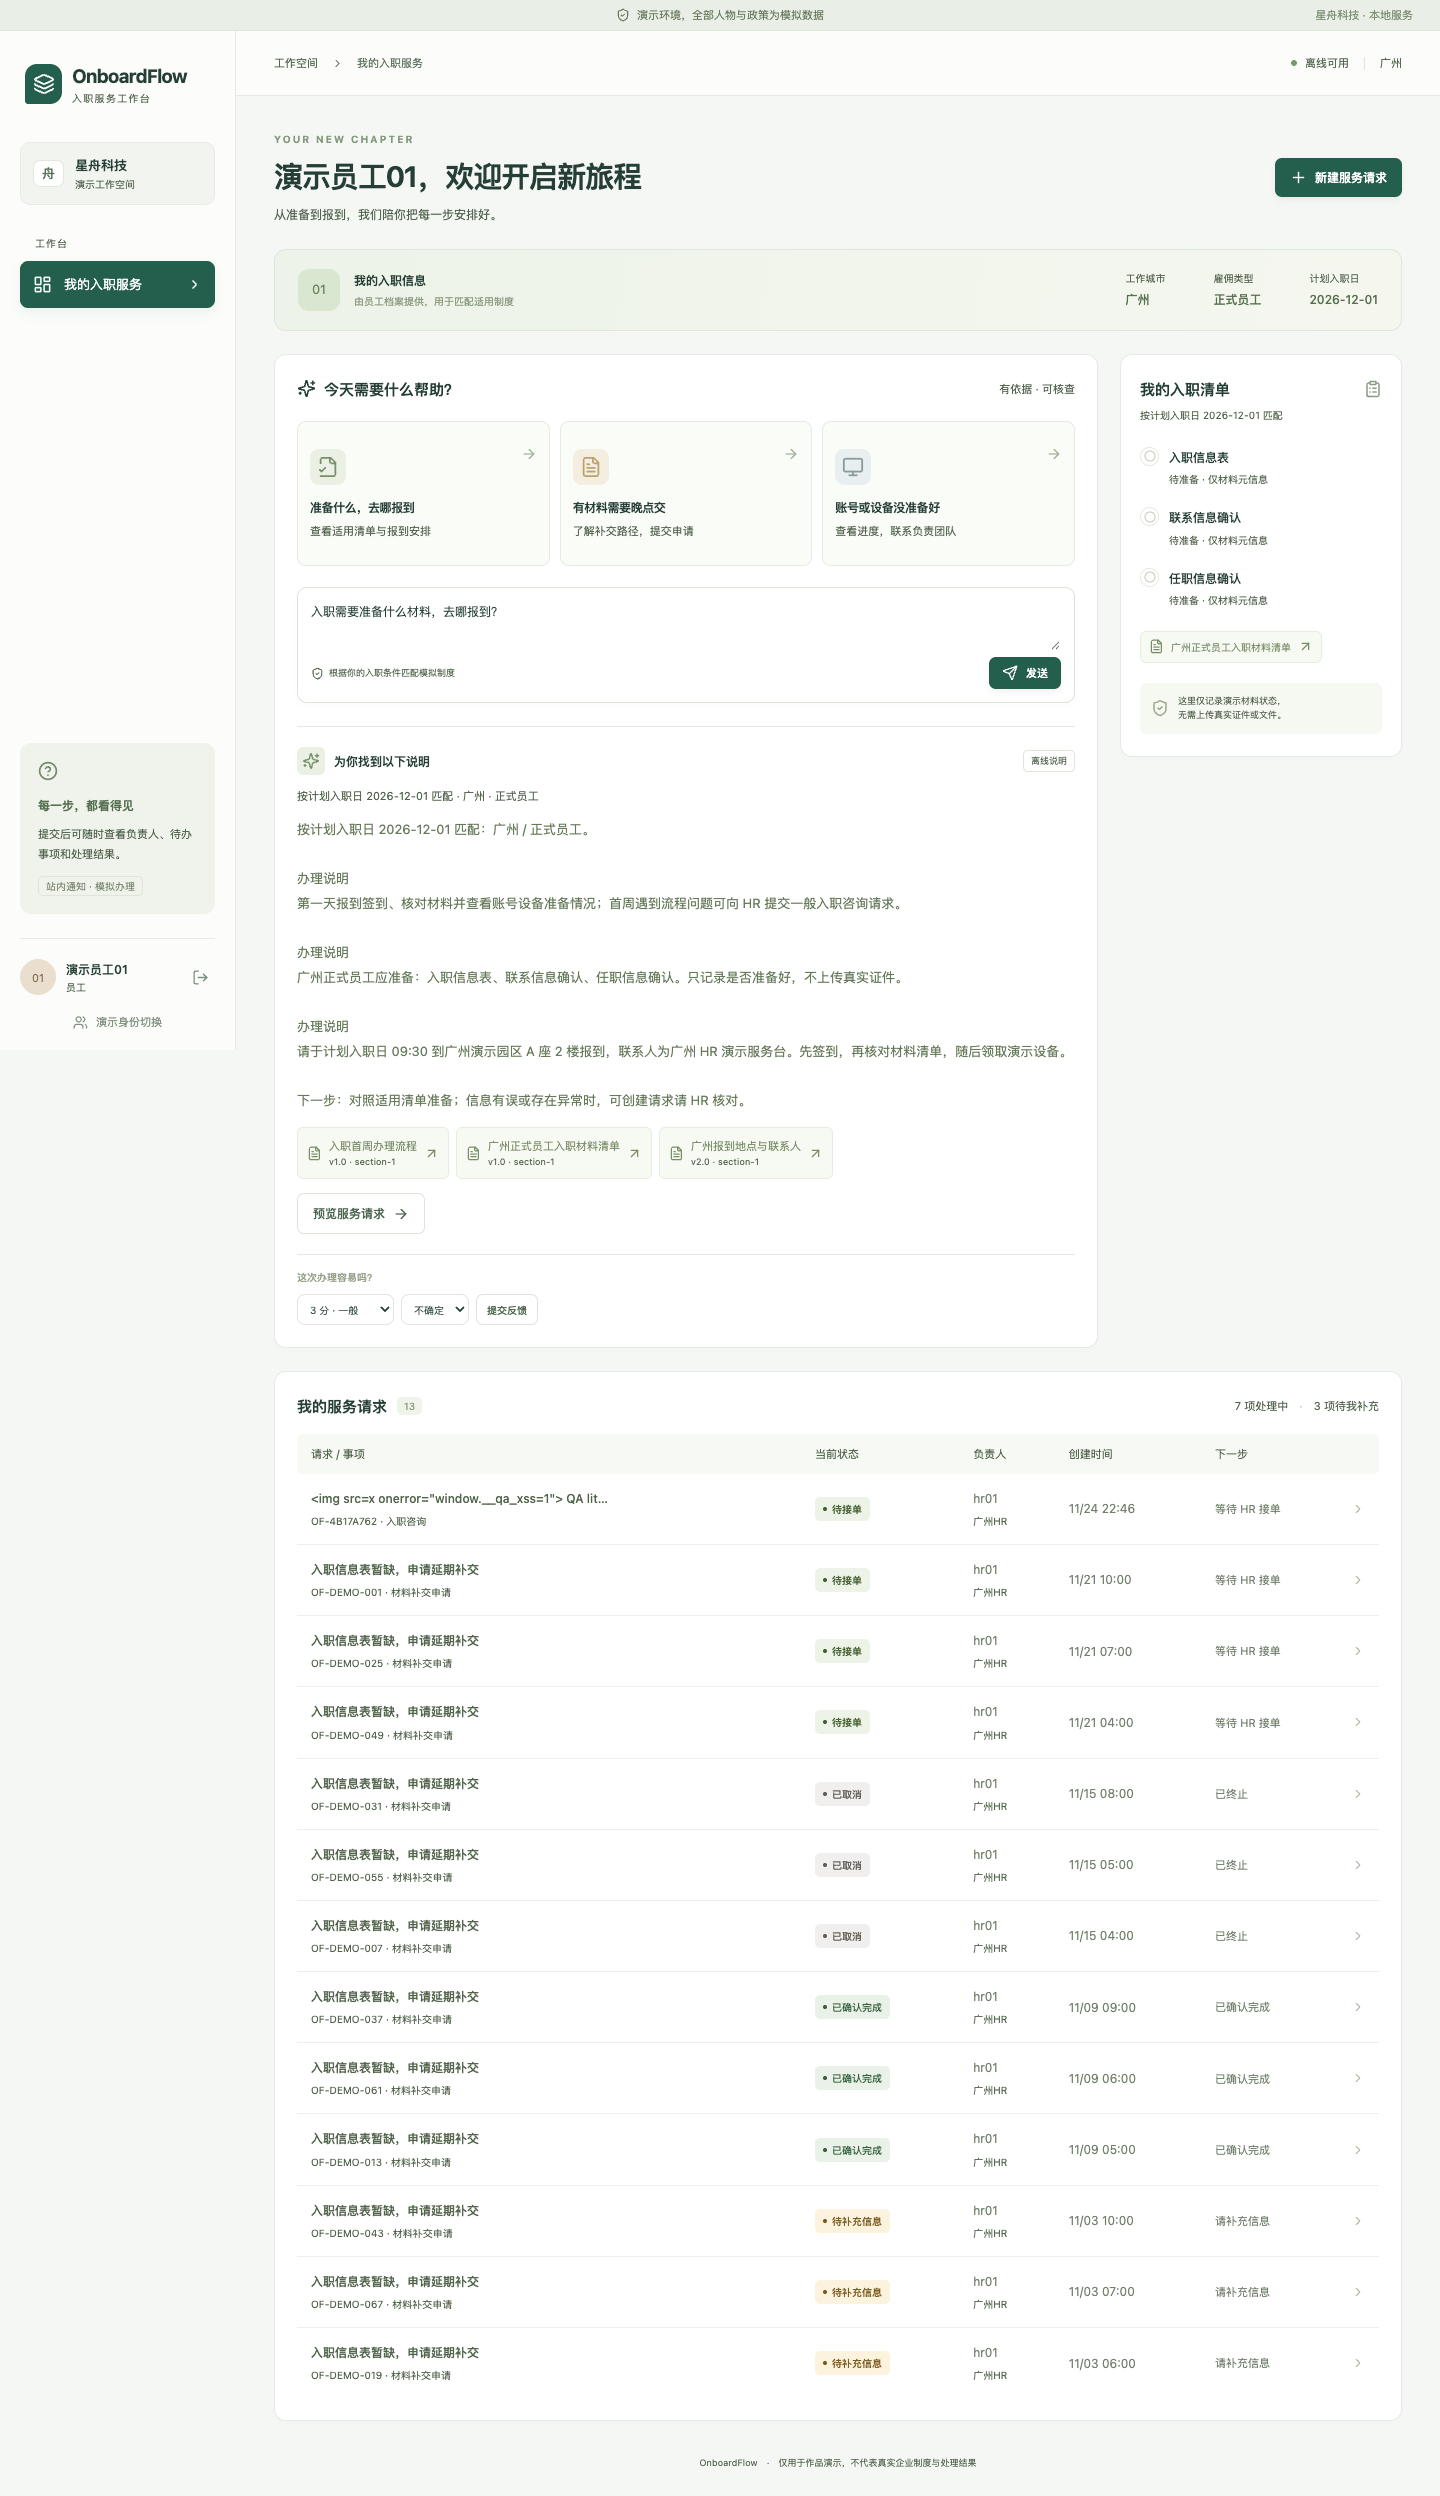 演示环境，全部人物与政策为模拟数据
星舟科技 · 本地服务
OnboardFlow
入职服务工作台
舟
星舟科技
演示工作空间
工作台
我的入职服务
每一步，都看得见
提交后可随时查看负责人、待办
事项和处理结果。
站内通知 · 模拟办理
01
演示员工01
员工
演示身份切换
工作空间
我的入职服务
离线可用
广州
YOUR NEW CHAPTER
演示员工01，欢迎开启新旅程
从准备到报到，我们陪你把每一步安排好。
新建服务请求
01
我的入职信息
由员工档案提供，用于匹配适用制度
工作城市
广州
雇佣类型
正式员工
计划入职日
2026-12-01
今天需要什么帮助?
有依据 · 可核查
准备什么，去哪报到
查看适用清单与报到安排
有材料需要晚点交
了解补交路径，提交申请
账号或设备没准备好
查看进度，联系负责团队
入职需要准备什么材料，去哪报到?
根据你的入职条件匹配模拟制度
发送
为你找到以下说明
离线说明
按计划入职日 2026-12-01 匹配 · 广州 · 正式员工
按计划入职日 2026-12-01 匹配：广州 / 正式员工。
办理说明
第一天报到签到、核对材料并查看账号设备准备情况；首周遇到流程问题可向 HR 提交一般入职咨询请求。
办理说明
广州正式员工应准备：入职信息表、联系信息确认、任职信息确认。只记录是否准备好，不上传真实证件。
办理说明
请于计划入职日 09:30 到广州演示园区 A 座 2 楼报到，联系人为广州 HR 演示服务台。先签到，再核对材料清单，随后领取演示设备。
下一步：对照适用清单准备；信息有误或存在异常时，可创建请求请 HR 核对。
入职首周办理流程
v1.0 · section-1
广州正式员工入职材料清单
v1.0 · section-1
广州报到地点与联系人
v2.0 · section-1
预览服务请求
这次办理容易吗?
3 分 · 一般
不确定
提交反馈
我的入职清单
按计划入职日 2026-12-01 匹配
入职信息表
待准备 · 仅材料元信息
联系信息确认
待准备 · 仅材料元信息
任职信息确认
待准备 · 仅材料元信息
广州正式员工入职材料清单
这里仅记录演示材料状态，
无需上传真实证件或文件。
我的服务请求 13
7 项处理中 · 3 项待我补充
请求 / 事项 当前状态 负责人 创建时间 下一步
<img src=x onerror="window.__qa_xss=1"> QA lit...
OF-4B17A762 · 入职咨询
待接单
hr01
广州HR
11/24 22:46
等待 HR 接单
入职信息表暂缺，申请延期补交
OF-DEMO-001 · 材料补交申请
待接单
hr01
广州HR
11/21 10:00
等待 HR 接单
入职信息表暂缺，申请延期补交
OF-DEMO-025 · 材料补交申请
待接单
hr01
广州HR
11/21 07:00
等待 HR 接单
入职信息表暂缺，申请延期补交
OF-DEMO-049 · 材料补交申请
待接单
hr01
广州HR
11/21 04:00
等待 HR 接单
入职信息表暂缺，申请延期补交
OF-DEMO-031 · 材料补交申请
已取消
hr01
广州HR
11/15 08:00
已终止
入职信息表暂缺，申请延期补交
OF-DEMO-055 · 材料补交申请
已取消
hr01
广州HR
11/15 05:00
已终止
入职信息表暂缺，申请延期补交
OF-DEMO-007 · 材料补交申请
已取消
hr01
广州HR
11/15 04:00
已终止
入职信息表暂缺，申请延期补交
OF-DEMO-037 · 材料补交申请
已确认完成
hr01
广州HR
11/09 09:00
已确认完成
入职信息表暂缺，申请延期补交
OF-DEMO-061 · 材料补交申请
已确认完成
hr01
广州HR
11/09 06:00
已确认完成
入职信息表暂缺，申请延期补交
OF-DEMO-013 · 材料补交申请
已确认完成
hr01
广州HR
11/09 05:00
已确认完成
入职信息表暂缺，申请延期补交
OF-DEMO-043 · 材料补交申请
待补充信息
hr01
广州HR
11/03 10:00
请补充信息
入职信息表暂缺，申请延期补交
OF-DEMO-067 · 材料补交申请
待补充信息
hr01
广州HR
11/03 07:00
请补充信息
入职信息表暂缺，申请延期补交
OF-DEMO-019 · 材料补交申请
待补充信息
hr01
广州HR
11/03 06:00
请补充信息
OnboardFlow · 仅用于作品演示，不代表真实企业制度与处理结果